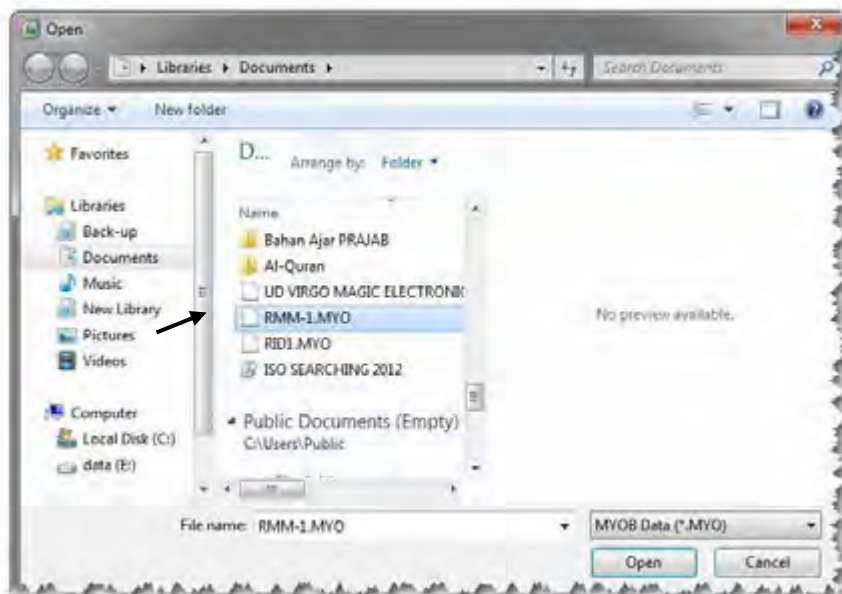 Open
Libraries ▸ Documents ▸
Search Documents
Organize ▾ New folder
Favorites
Libraries
Back-up
Documents
Music
New Library
Pictures
Videos
Computer
Local Disk (C:)
data (E:)
D...
Arrange by: Folder ▾
Name
Bahan Ajar PRAJAB
Al-Quran
UD VIRGO MAGIC ELECTRONIC
RMM-1.MYO
RID1.MYO
ISO SEARCHING 2012
Public Documents (Empty)
C:\Users\Public
No preview available.
File name: RMM-1.MYO
MYOB Data (*.MYO)
Open
Cancel